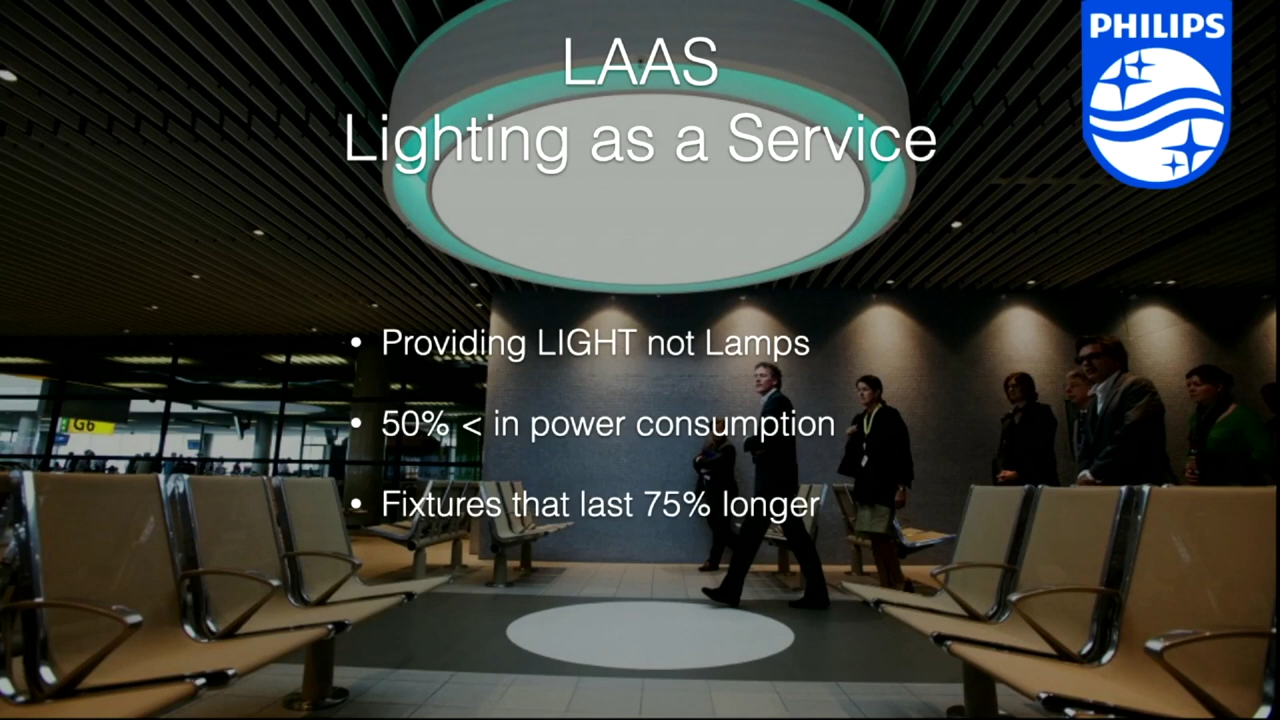 LAAS
Lighting as a Service
PHILIPS
• Providing LIGHT not Lamps
• 50% < in power consumption
• Fixtures that last 75% longer
G6